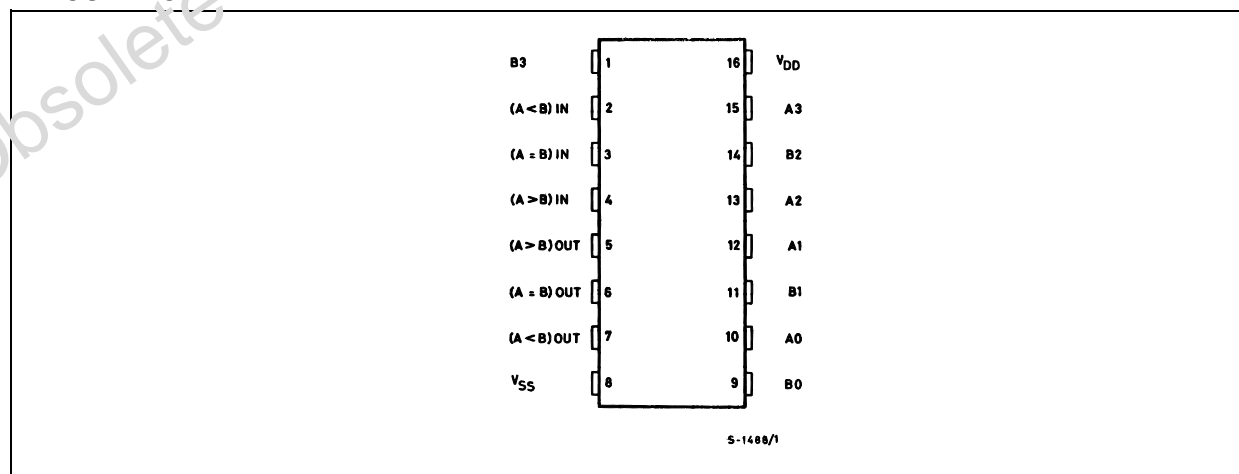 obsolete
B3 1 16 VDD
(A<B) IN 2 15 A3
(A = B) IN 3 14 B2
(A >B) IN 4 13 A2
(A > B) OUT 5 12 A1
(A = B) OUT 6 11 B1
(A < B) OUT 7 10 A0
VSS 8 9 B0
S-1488/1